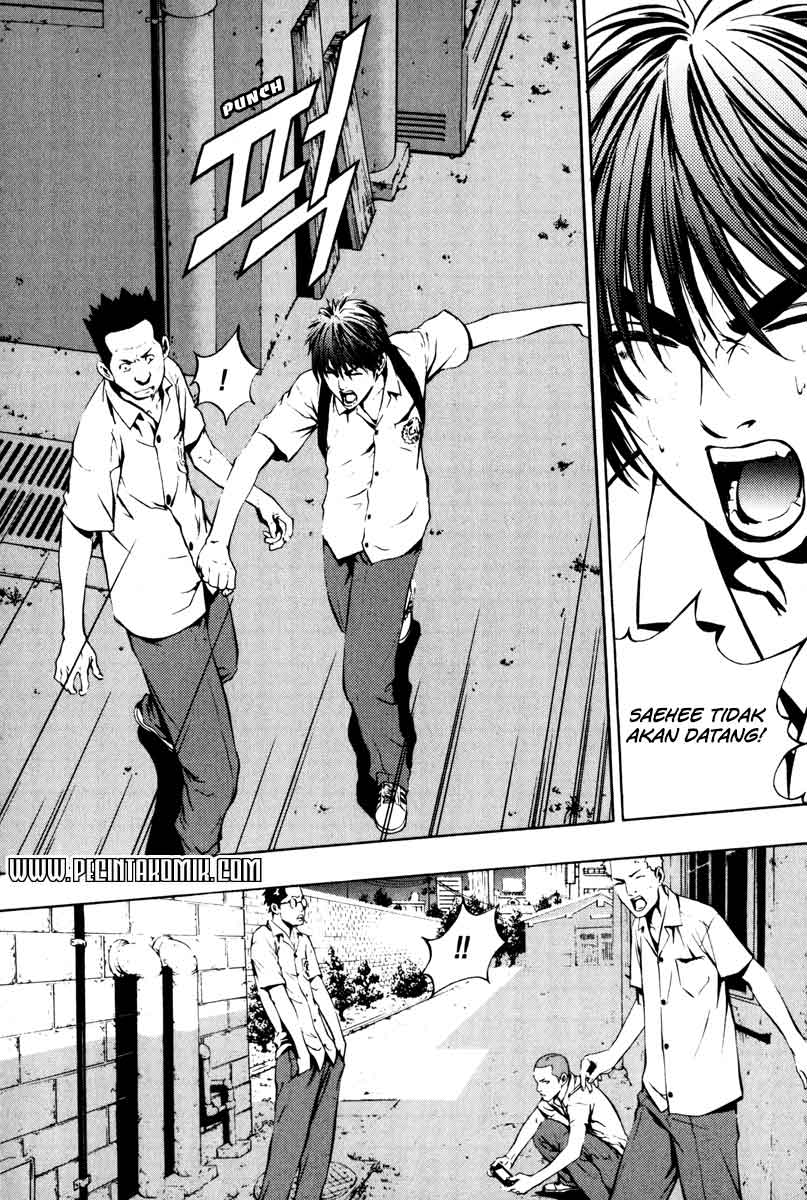 PUNCH
퍽
!
SAEHEE TIDAK
AKAN DATANG!
WWW.PECINTAKOMIK.COM
!!